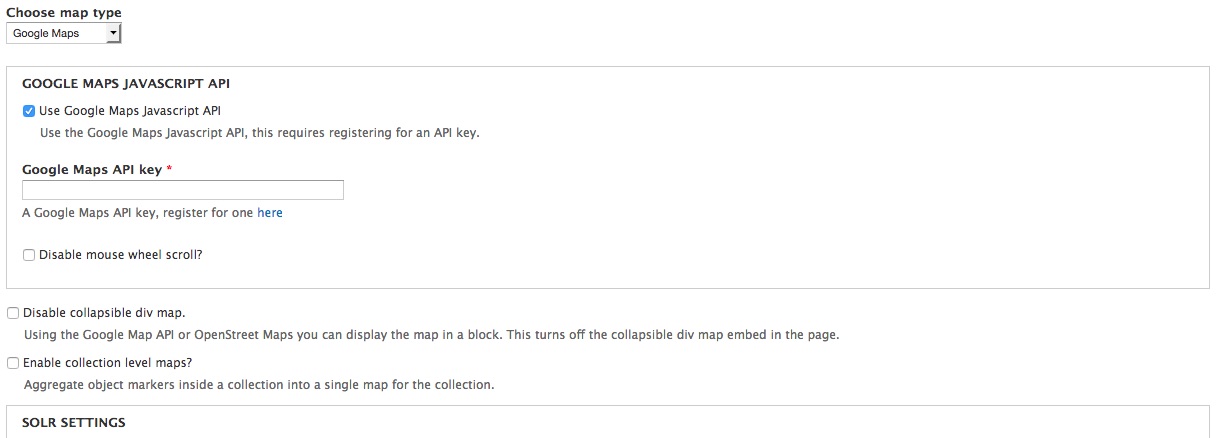 Choose map type
Google Maps
GOOGLE MAPS JAVASCRIPT API
Use Google Maps Javascript API
Use the Google Maps Javascript API, this requires registering for an API key.
Google Maps API key *
A Google Maps API key, register for one here
Disable mouse wheel scroll?
Disable collapsible div map.
Using the Google Map API or OpenStreet Maps you can display the map in a block. This turns off the collapsible div map embed in the page.
Enable collection level maps?
Aggregate object markers inside a collection into a single map for the collection.
SOLR SETTINGS